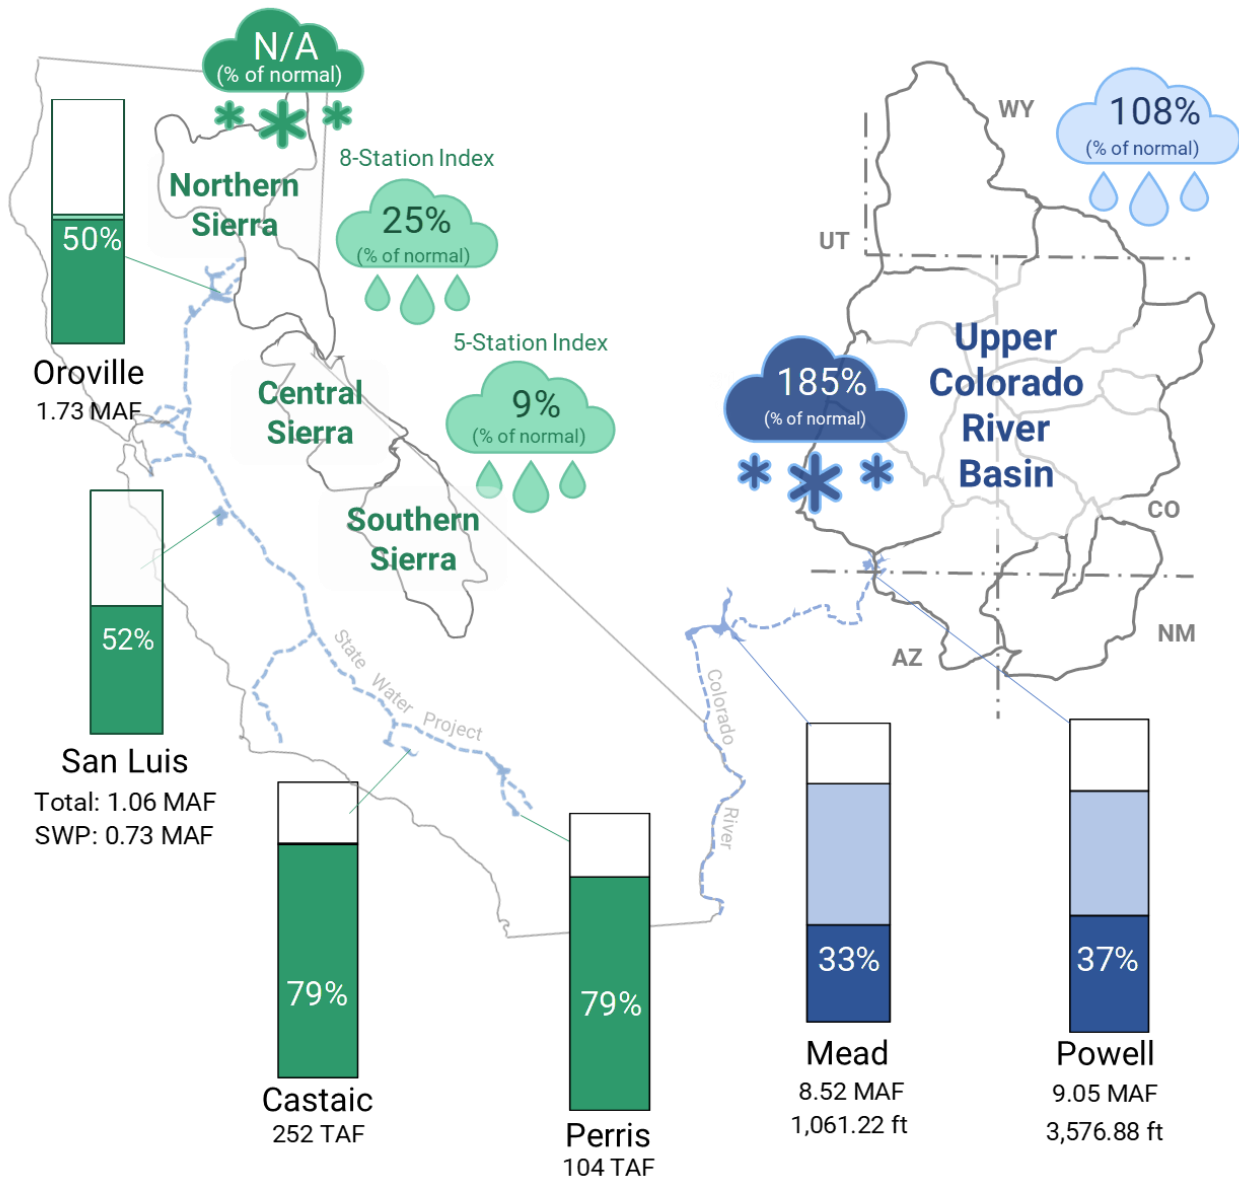 N/A
(% of normal)
8-Station Index
25%
(% of normal)
Northern
Sierra
50%
Oroville
1.73 MAF
5-Station Index
9%
(% of normal)
Central
Sierra
Southern
Sierra
52%
San Luis
Total: 1.06 MAF
SWP: 0.73 MAF
State Water Project
79%
Castaic
252 TAF
79%
Perris
104 TAF
WY
108%
(% of normal)
UT
Upper
Colorado
River
Basin
185%
(% of normal)
CO
NM
AZ
Colorado River
33%
Mead
8.52 MAF
1,061.22 ft
37%
Powell
9.05 MAF
3,576.88 ft